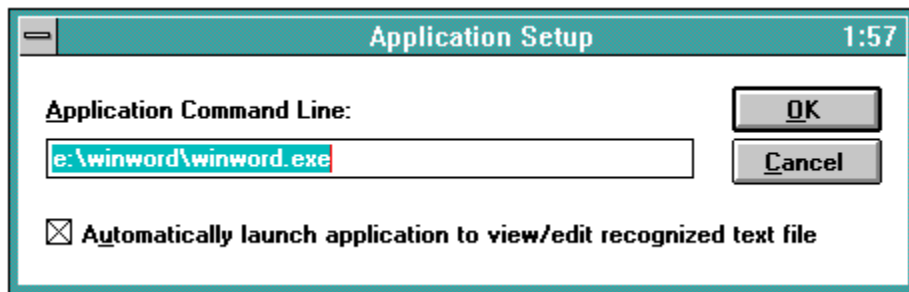 Application Setup 1:57
Application Command Line:
OK
e:\winword\winword.exe
Cancel
Automatically launch application to view/edit recognized text file